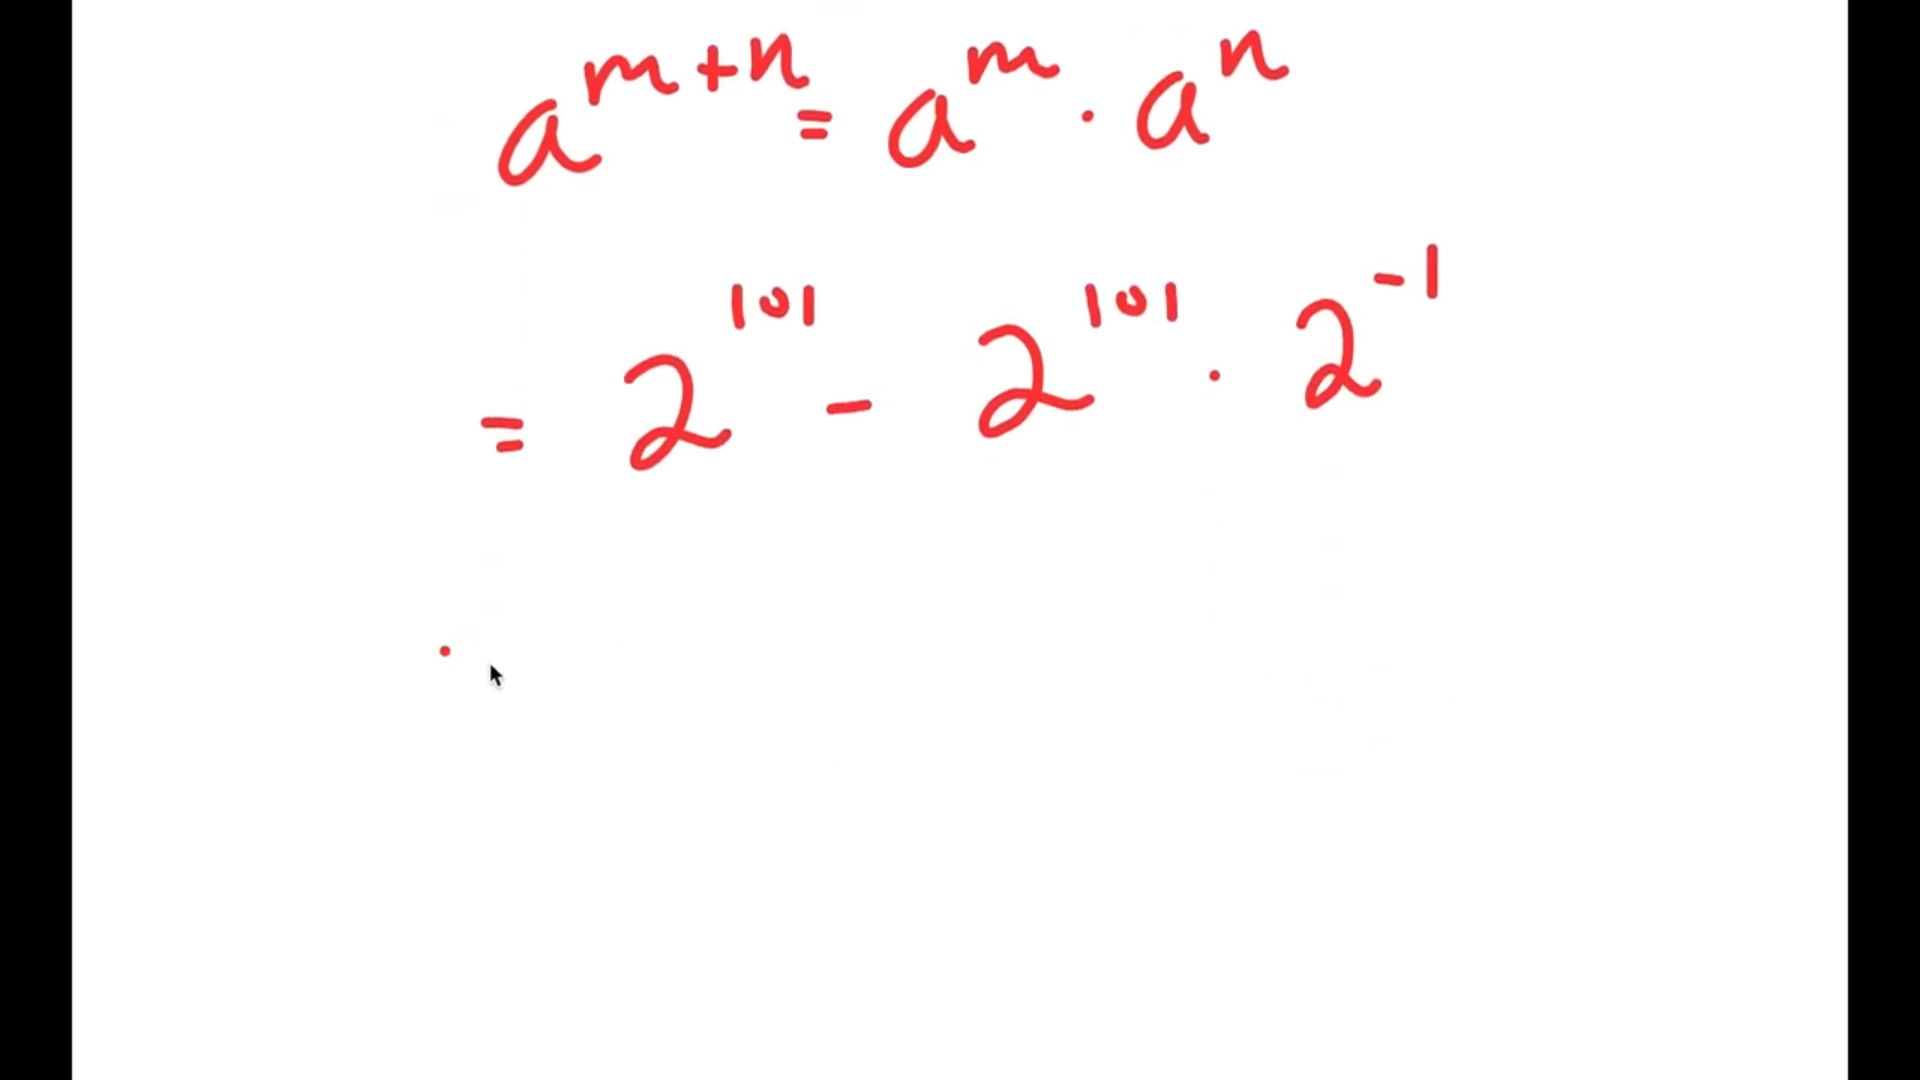 a^{m+n} = a^m · a^n
= 2^{101} - 2^{101} · 2^{-1}